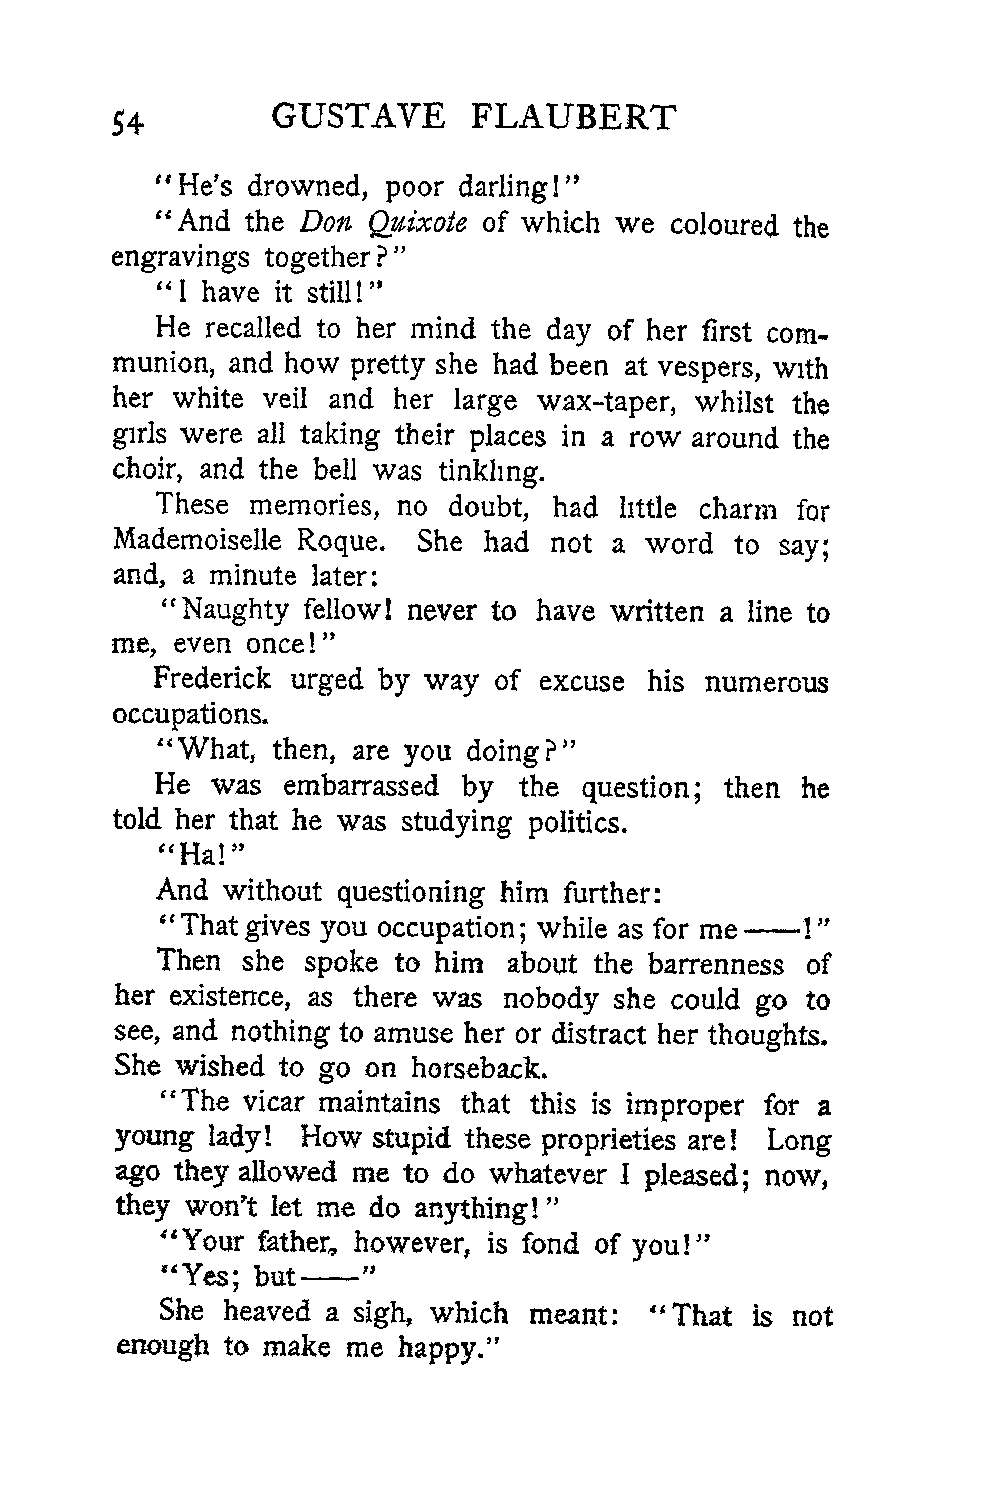 54 GUSTAVE FLAUBERT
"He's drowned, poor darling!"
"And the Don Quixote of which we coloured the
engravings together?"
"I have it still!"
He recalled to her mind the day of her first com-
munion, and how pretty she had been at vespers, with
her white veil and her large wax-taper, whilst the
girls were all taking their places in a row around the
choir, and the bell was tinkling.
These memories, no doubt, had little charm for
Mademoiselle Roque. She had not a word to say;
and, a minute later:
"Naughty fellow! never to have written a line to
me, even once!"
Frederick urged by way of excuse his numerous
occupations.
"What, then, are you doing?"
He was embarrassed by the question; then he
told her that he was studying politics.
"Ha!"
And without questioning him further:
"That gives you occupation; while as for me——!"
Then she spoke to him about the barrenness of
her existence, as there was nobody she could go to
see, and nothing to amuse her or distract her thoughts.
She wished to go on horseback.
"The vicar maintains that this is improper for a
young lady! How stupid these proprieties are! Long
ago they allowed me to do whatever I pleased; now,
they won't let me do anything!"
"Your father, however, is fond of you!"
"Yes; but——"
She heaved a sigh, which meant: "That is not
enough to make me happy."